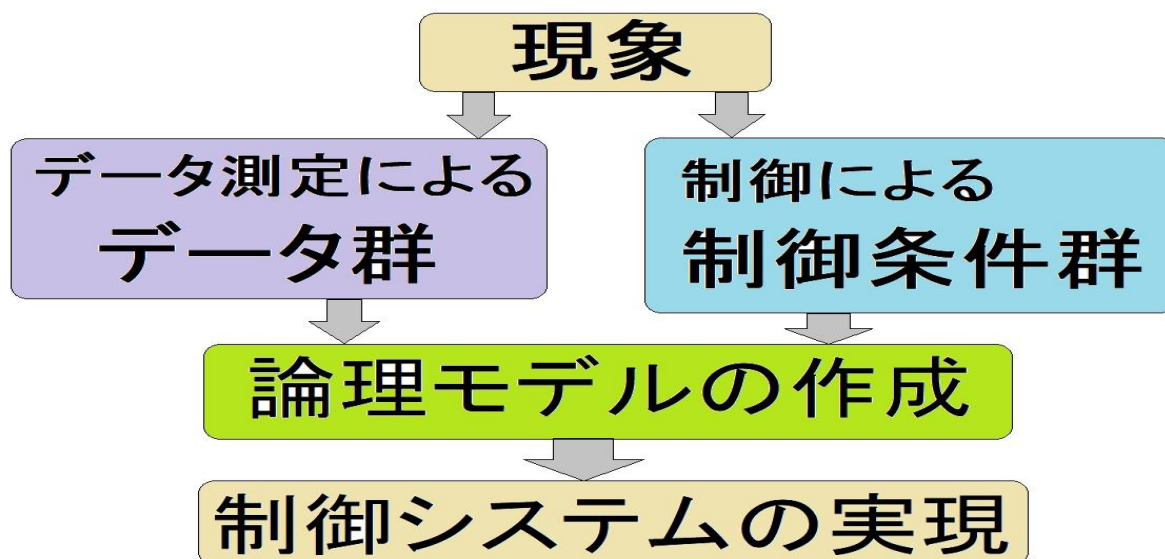 現象
データ測定による
データ群
制御による
制御条件群
論理モデルの作成
制御システムの実現